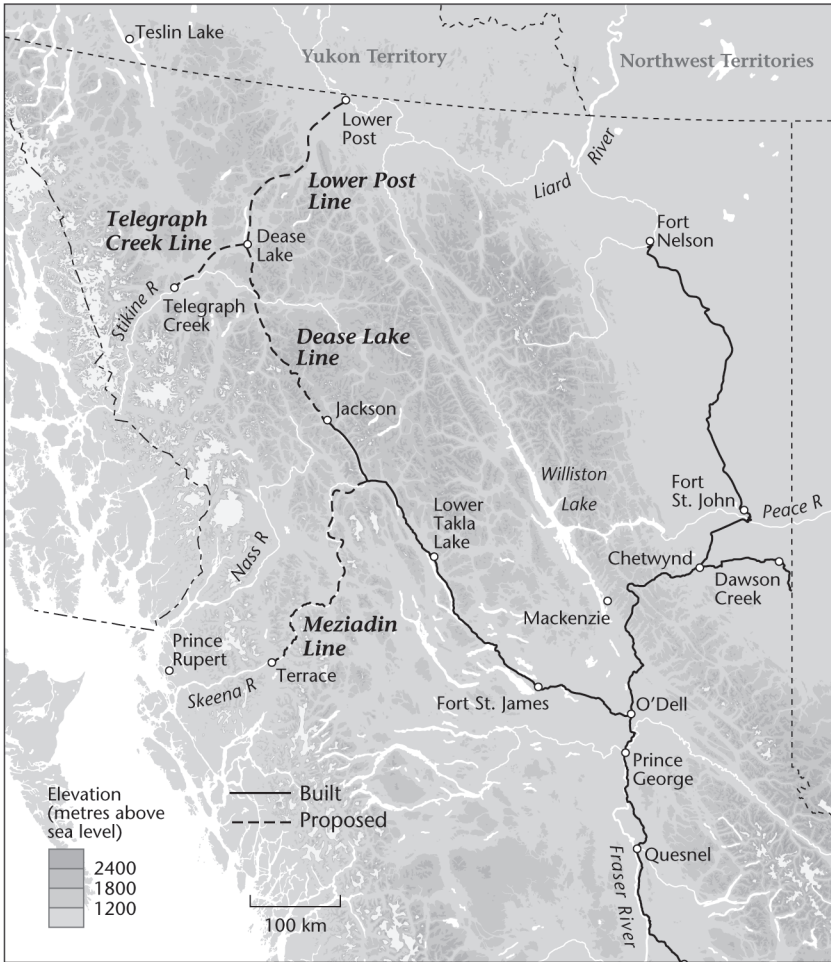 Teslin Lake
Yukon Territory
Northwest Territories
Lower
Post
Liard
River
Lower Post
Line
Telegraph
Creek Line
Dease
Lake
Fort
Nelson
Stikine R
Telegraph
Creek
Dease Lake
Line
Jackson
Williston
Lake
Fort
St. John
Peace R
Lower
Takla
Lake
Nass R
Chetwynd
Dawson
Creek
Mackenzie
Meziadin
Line
Prince
Rupert
Terrace
Skeena R
Fort St. James
O'Dell
Prince
George
Elevation
(metres above
sea level)
2400
1800
1200
Built
Proposed
100 km
Quesnel
Fraser River